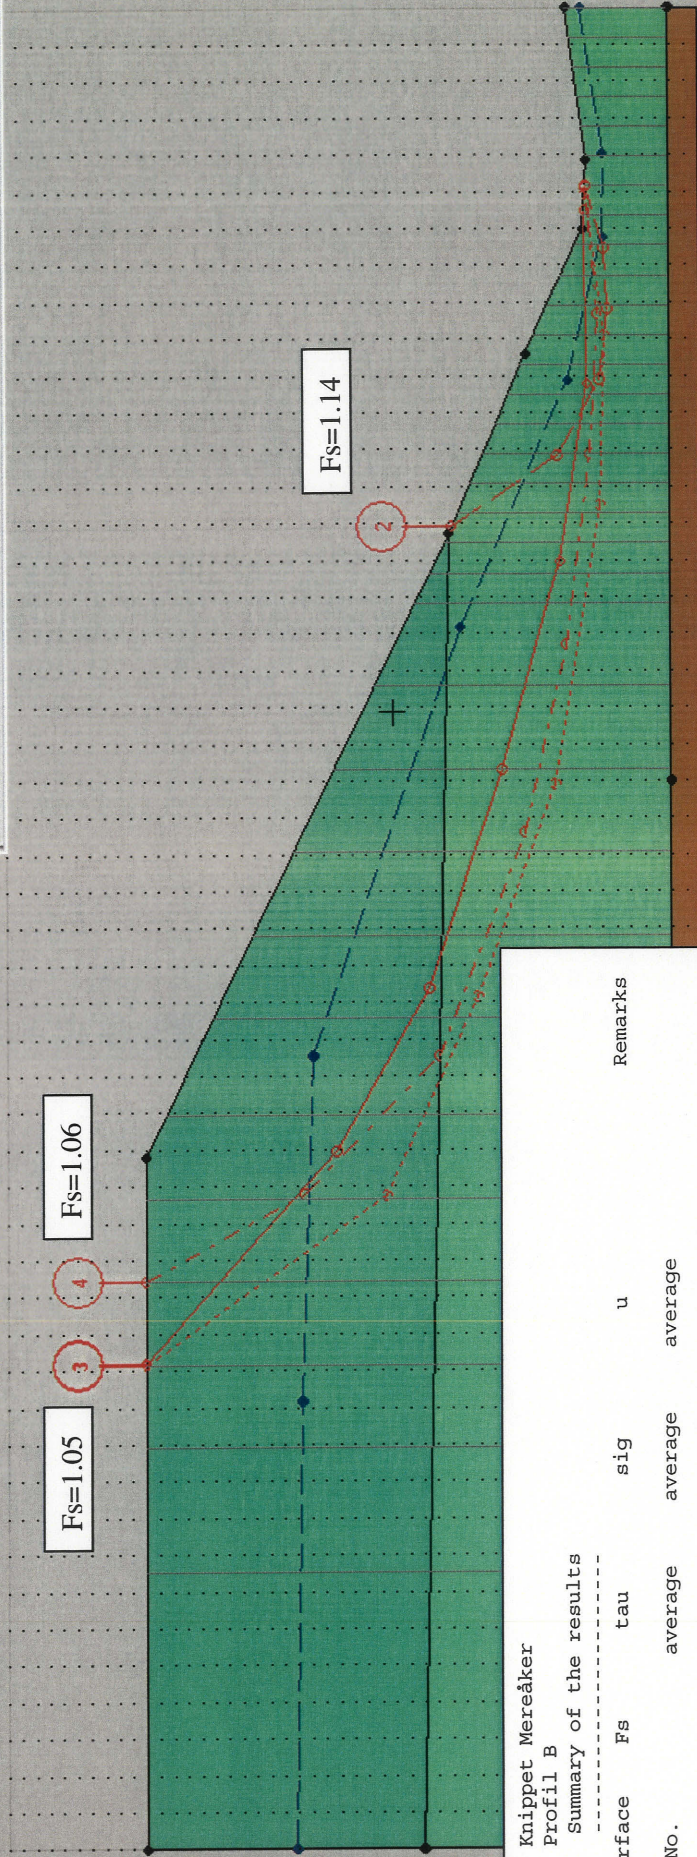 Fs=1.05
3
4
Fs=1.06
2
Fs=1.14
Knippet Mereåker
Profil B
Summary of the results
-----------------------
rface Fs tau sig u Remarks
No. average average average